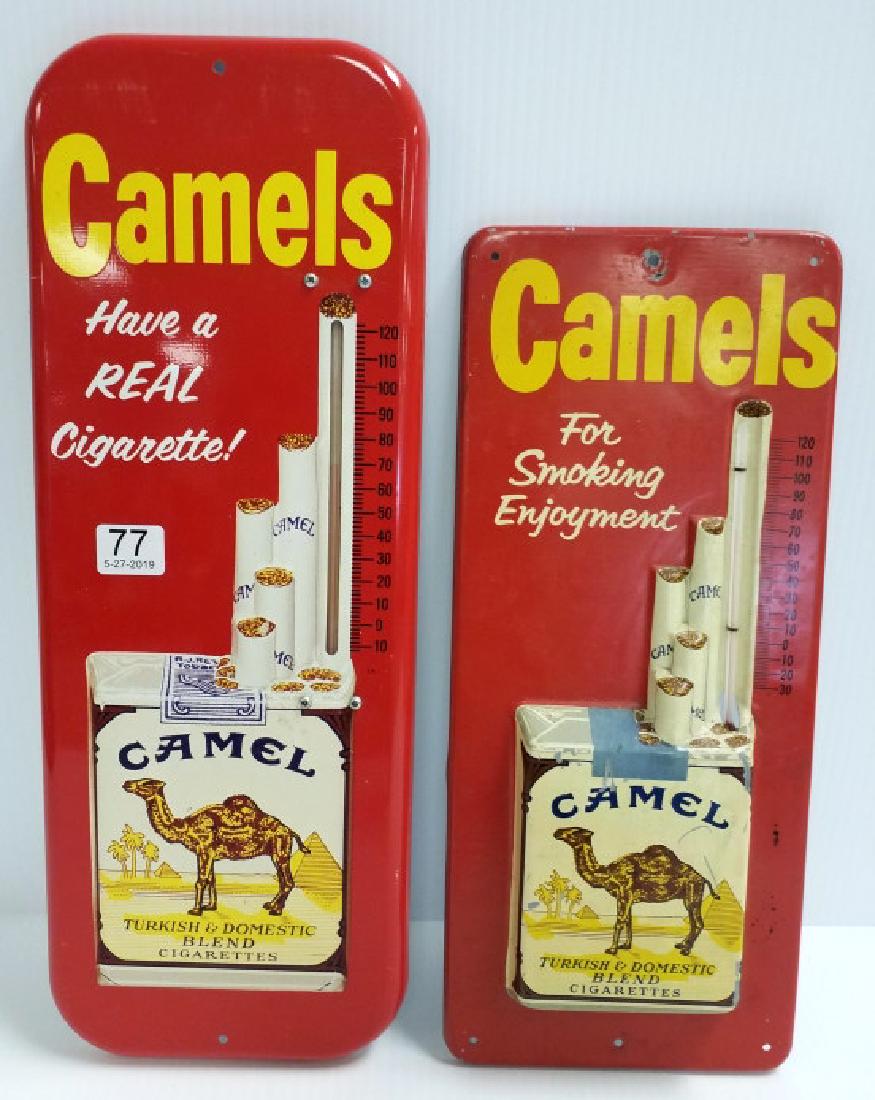 Camels
Have a
REAL
Cigarette!
77
5-27-2019
120
110
100
90
80
70
60
50
40
30
20
10
0
10
CAMEL
CAMEL
TURKISH & DOMESTIC
BLEND
CIGARETTES
Camels
For
Smoking
Enjoyment
120
110
100
90
80
70
60
50
40
30
20
10
0
10
20
30
CAMEL
TURKISH & DOMESTIC
BLEND
CIGARETTES